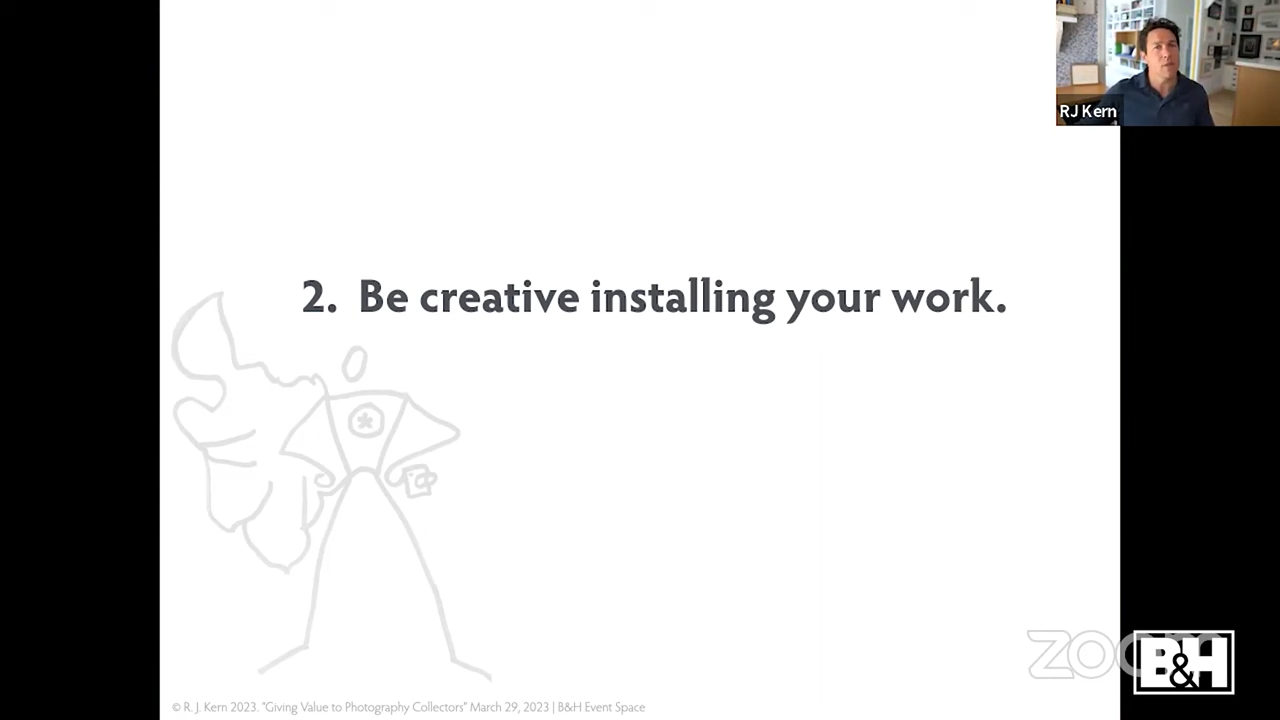 RJ Kern
2. Be creative installing your work.
zoom
B&H
© R. J. Kern 2023. "Giving Value to Photography Collectors" March 29, 2023 | B&H Event Space